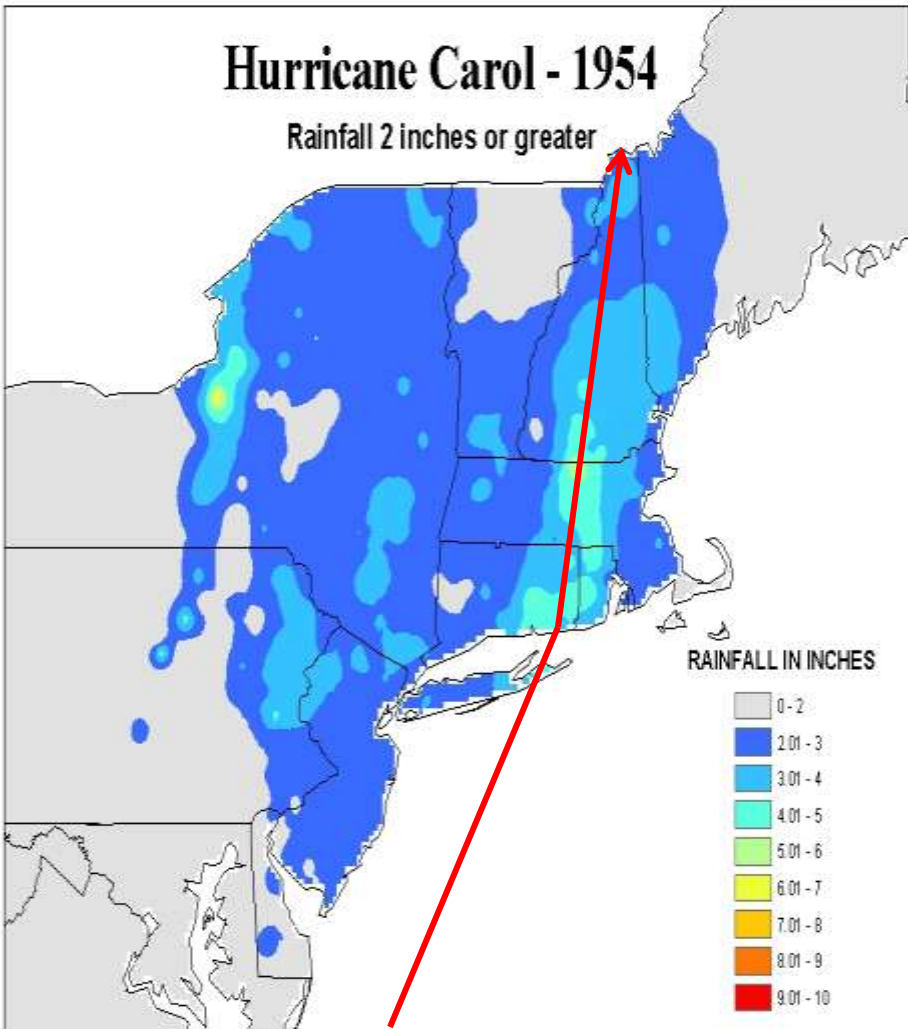 Hurricane Carol - 1954
Rainfall 2 inches or greater
RAINFALL IN INCHES
0 - 2
2.01 - 3
3.01 - 4
4.01 - 5
5.01 - 6
6.01 - 7
7.01 - 8
8.01 - 9
9.01 - 10